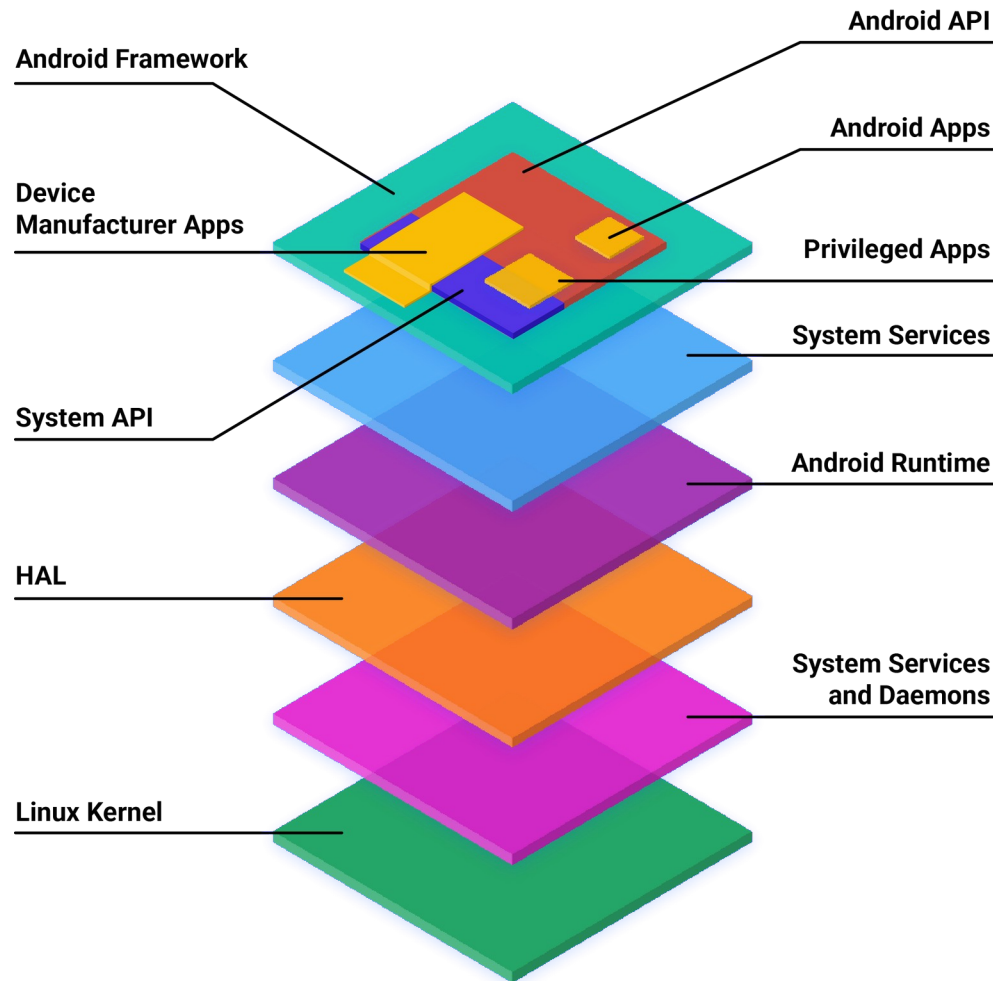 Android API
Android Framework
Android Apps
Device
Manufacturer Apps
Privileged Apps
System Services
System API
Android Runtime
HAL
System Services
and Daemons
Linux Kernel